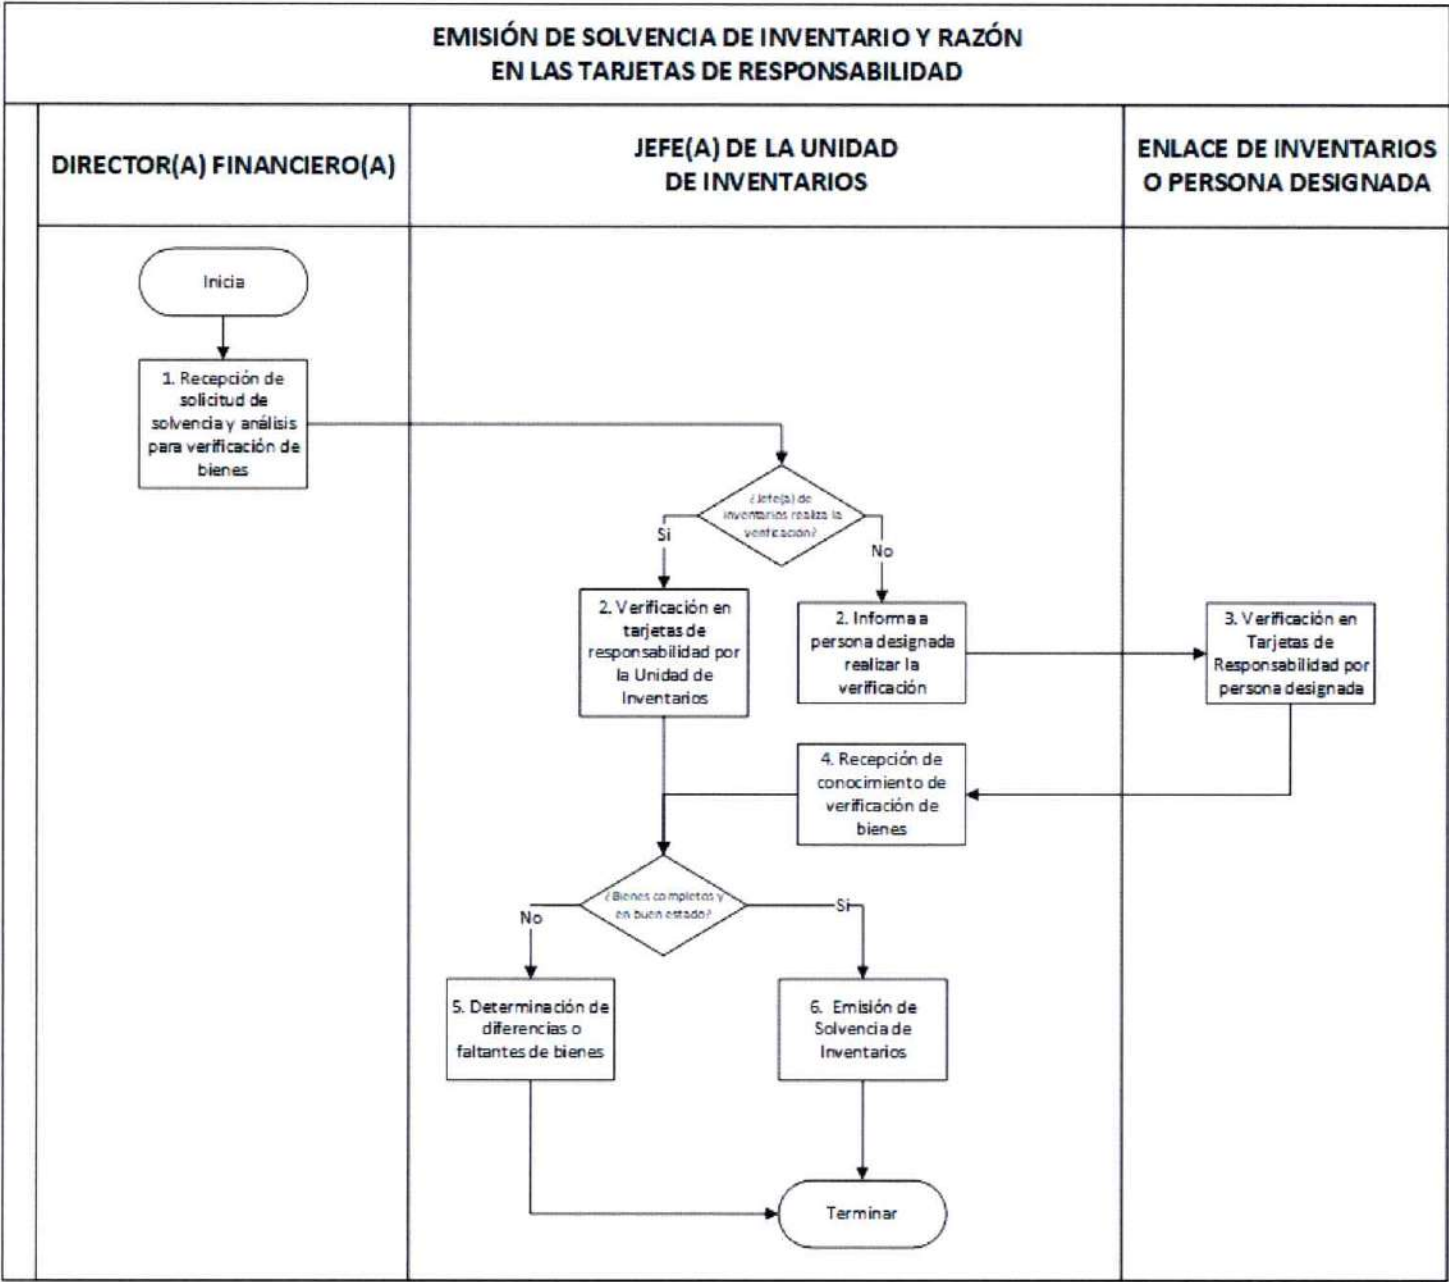 EMISIÓN DE SOLVENCIA DE INVENTARIO Y RAZÓN
EN LAS TARJETAS DE RESPONSABILIDAD
DIRECTOR(A) FINANCIERO(A)
JEFE(A) DE LA UNIDAD
DE INVENTARIOS
ENLACE DE INVENTARIOS
O PERSONA DESIGNADA
Inicia
1. Recepción de
solicitud de
solvencia y análisis
para verificación de
bienes
¿Jefe(a) de
inventarios realiza la
verificación?
Si
No
2. Verificación en
tarjetas de
responsabilidad por
la Unidad de
Inventarios
2. Informa a
persona designada
realizar la
verificación
3. Verificación en
Tarjetas de
Responsabilidad por
persona designada
4. Recepción de
conocimiento de
verificación de
bienes
¿Bienes completos y
en buen estado?
No
Si
5. Determinación de
diferencias o
faltantes de bienes
6. Emisión de
Solvencia de
Inventarios
Terminar